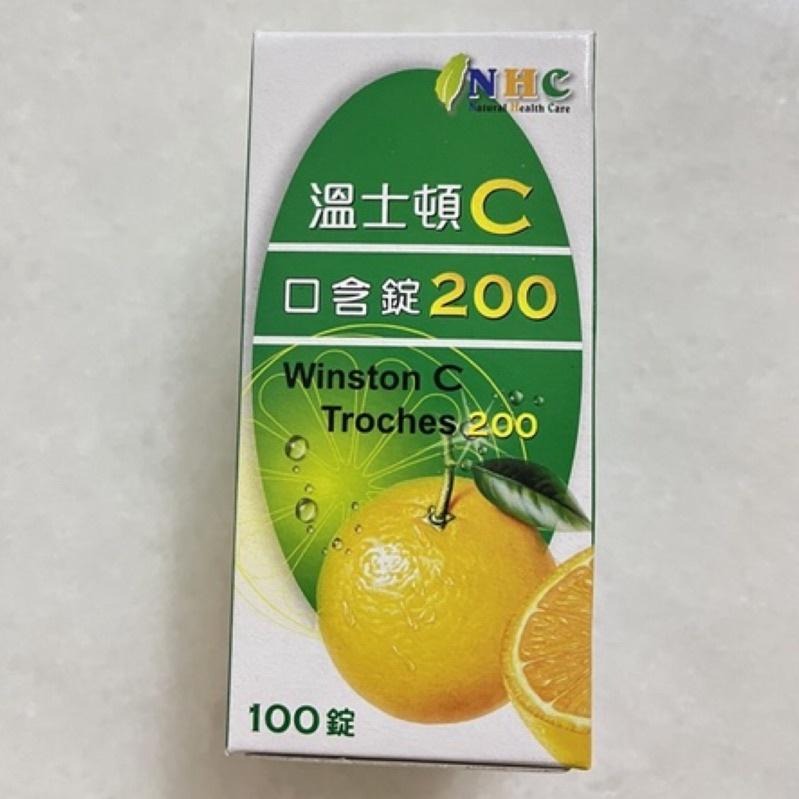 NHC
Natural Health Care
溫士頓C
口含錠200
Winston C
Troches 200
100錠